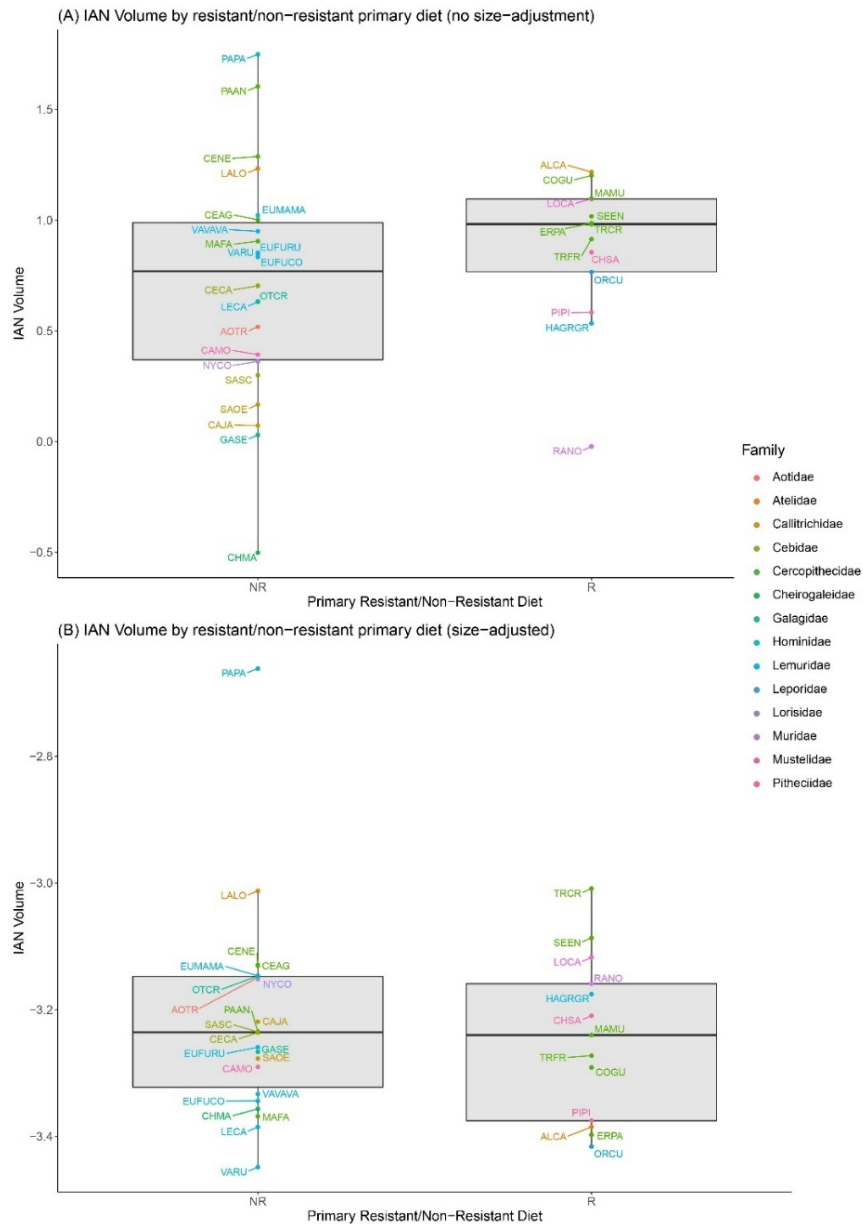 (A) IAN Volume by resistant/non−resistant primary diet (no size−adjustment)
PAPA
PAAN
1.5
CENE
LALO
ALCA
COGU
MAMU
EUMAMA
LOCA
1.0
CEAG
SEEN
VAVAVA
ERPA
TRCR
MAFA
EUFURU
VARU
TRFR
EUFUCO
CHSA
IAN Volume
CECA
OTCR
ORCU
LECA
PIPI
0.5
AOTR
HAGRGR
CAMO
NYCO
SASC
SAOE
CAJA
0.0
GASE
RANO
−0.5
CHMA
NR
R
Primary Resistant/Non−Resistant Diet
Family
Aotidae
Atelidae
Callitrichidae
Cebidae
Cercopithecidae
Cheirogaleidae
Galagidae
Hominidae
Lemuridae
Leporidae
Lorisidae
Muridae
Mustelidae
Pitheciidae
(B) IAN Volume by resistant/non−resistant primary diet (size−adjusted)
PAPA
−2.8
−3.0
LALO
TRCR
CENE
SEEN
EUMAMA
CEAG
LOCA
OTCR
NYCO
RANO
AOTR
HAGRGR
IAN Volume
−3.2
PAAN
CAJA
CHSA
SASC
MAMU
CECA
EUFURU
GASE
SAOE
TRFR
CAMO
COGU
VAVAVA
EUFUCO
CHMA
MAFA
PIPI
−3.4
LECA
ALCA
ERPA
VARU
ORCU
NR
R
Primary Resistant/Non−Resistant Diet